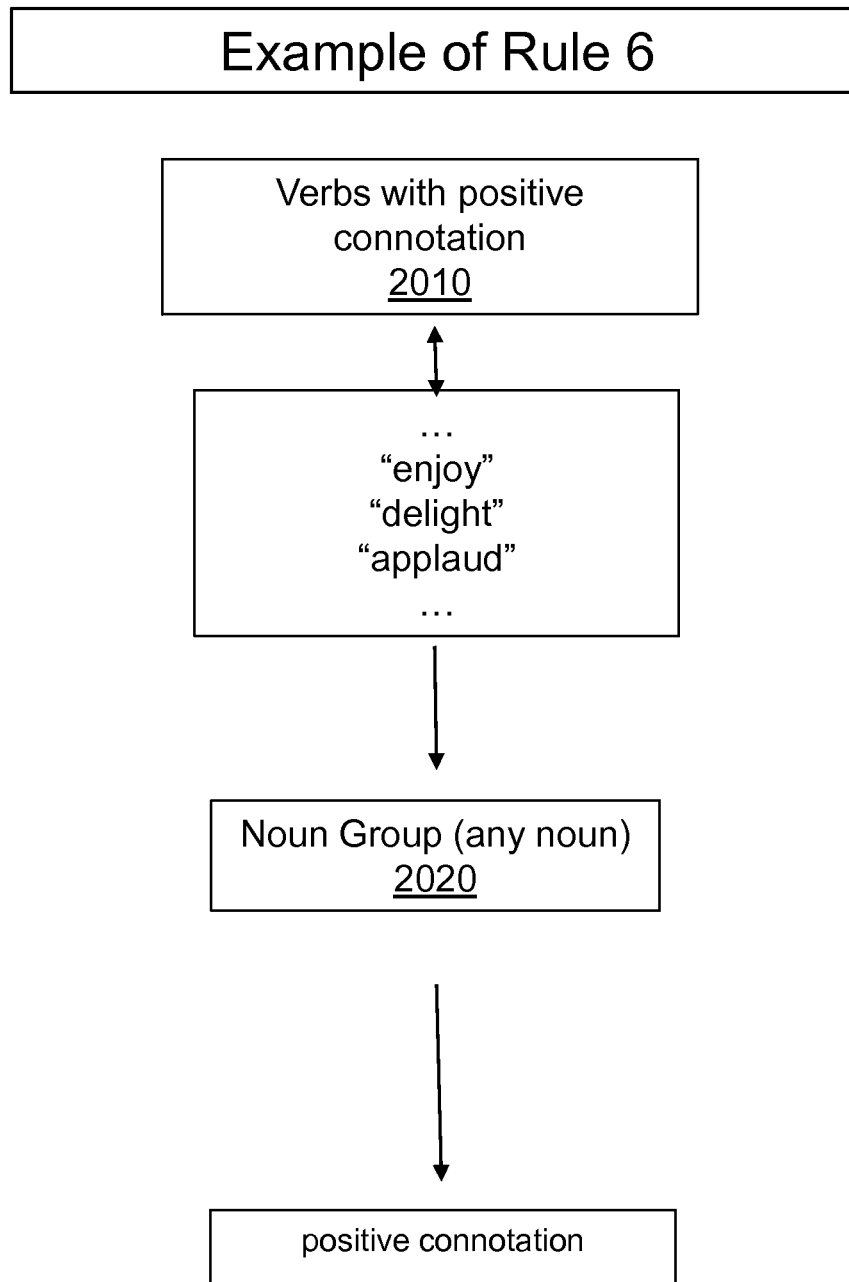 Example of Rule 6
Verbs with positive
connotation
2010
…
“enjoy”
“delight”
“applaud”
…
Noun Group (any noun)
2020
positive connotation